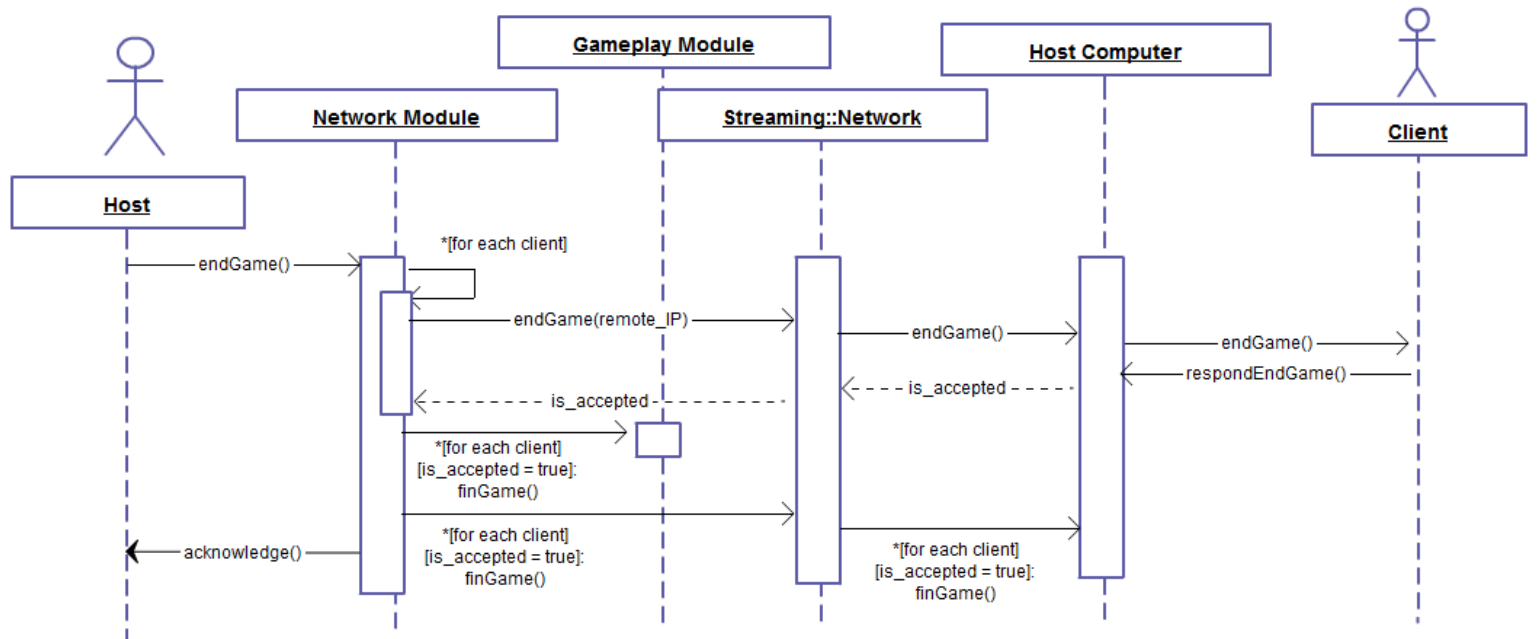 Gameplay Module
Host Computer
Network Module
Streaming::Network
Client
Host
*[for each client]
endGame()
endGame(remote_IP)
endGame()
endGame()
respondEndGame()
is_accepted
is_accepted
*[for each client]
[is_accepted = true]:
finGame()
*[for each client]
[is_accepted = true]:
finGame()
*[for each client]
[is_accepted = true]:
finGame()
acknowledge()